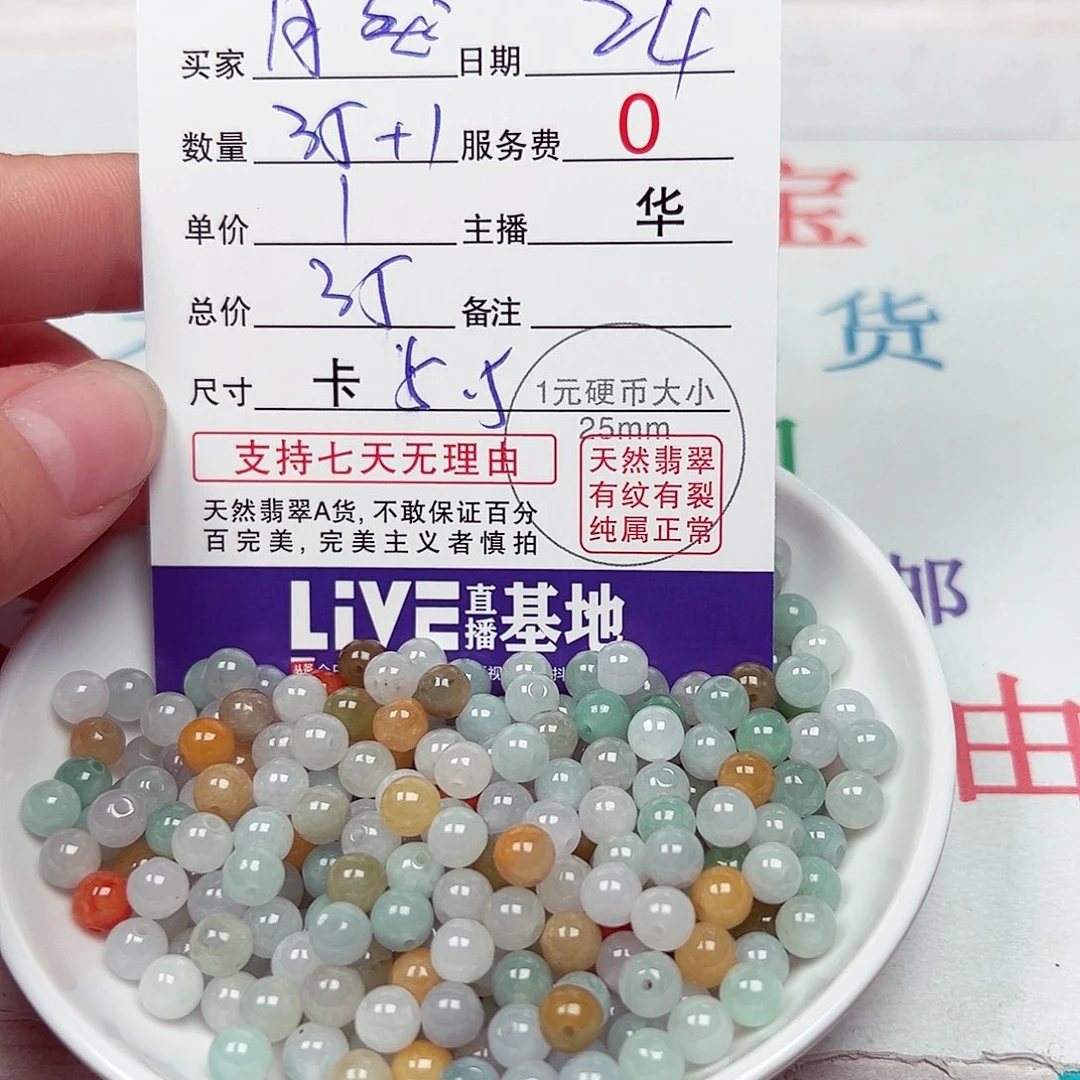 买家 日期 24
数量 35+1 服务费 0
单价 1 主播 华
总价 35 备注
尺寸 卡 5.5 1元硬币大小
25mm
支持七天无理由
天然翡翠
有纹有裂
纯属正常
天然翡翠A货,不敢保证百分
百完美,完美主义者慎拍
LiVE直播基地
宝
货
邮
由